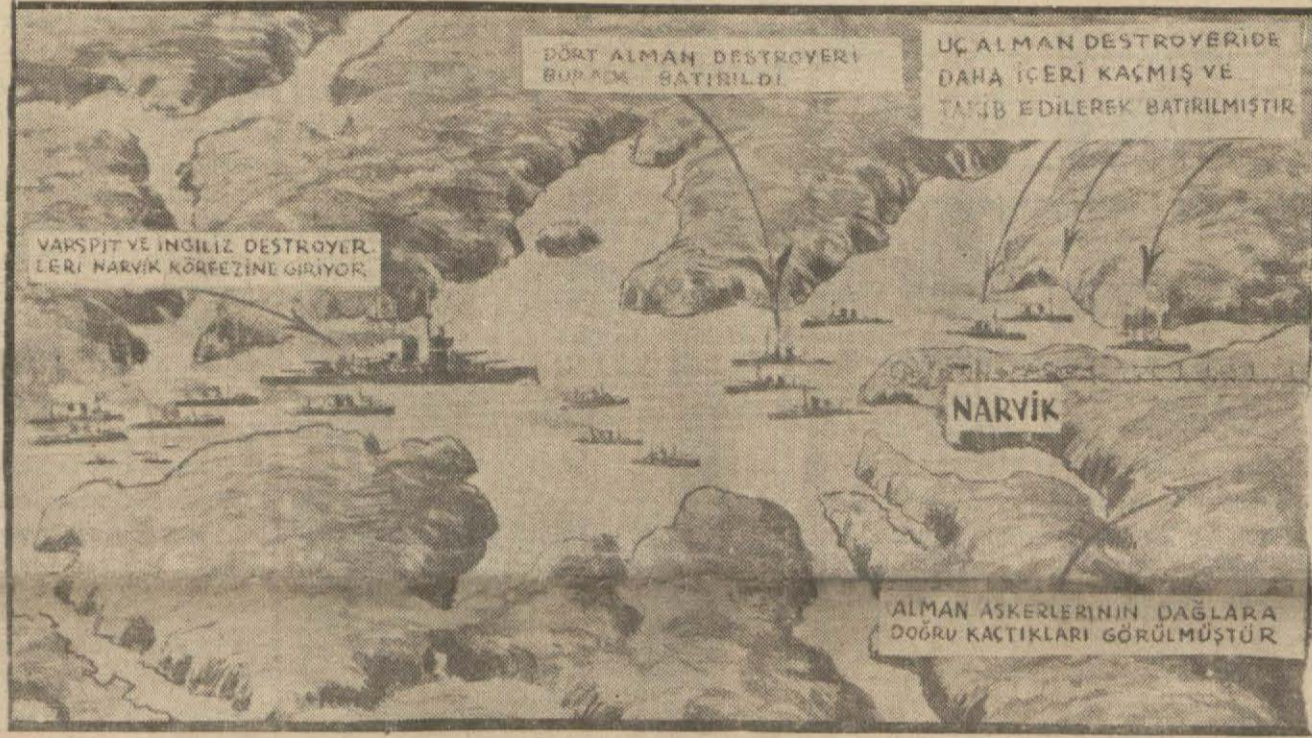 DÖRT ALMAN DESTROYERİ
BURADA BATIRILDI
UÇ ALMAN DESTROYERİDE
DAHA İÇERİ KAÇMIŞ VE
TAKİB EDİLEREK BATIRILMIŞTIR
VARSPİT VE İNGİLİZ DESTROYER-
LERİ NARVİK KÖRFEZİNE GİRİYOR
NARVİK
ALMAN ASKERLERİNİN DAĞLARA
DOĞRU KAÇTIKLARI GÖRÜLMÜŞTÜR